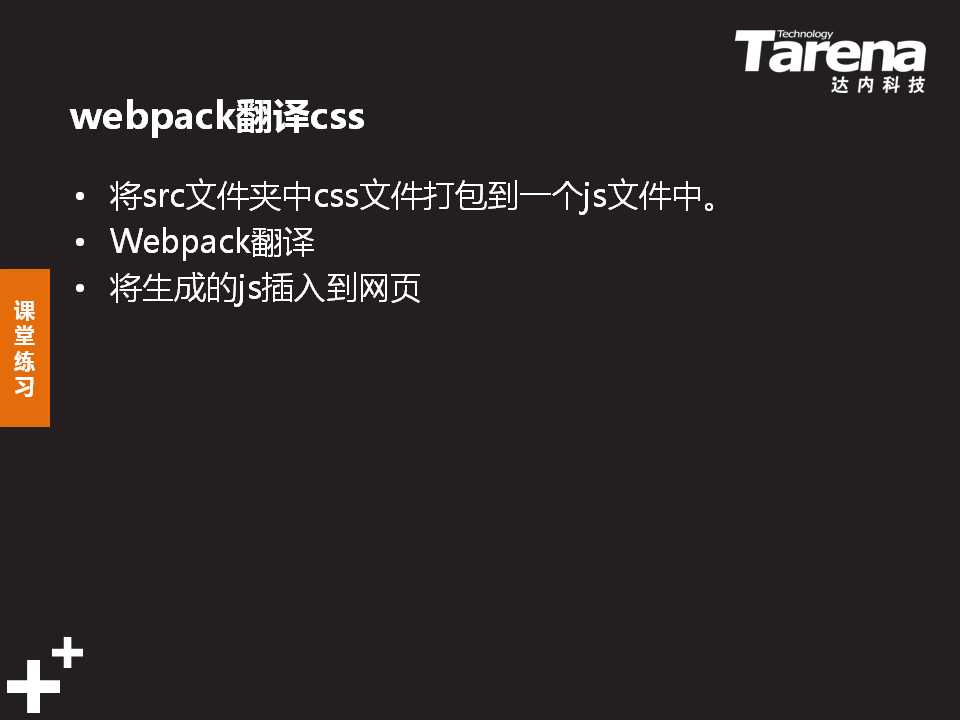 Technology
Tarena
达内科技
webpack翻译css
• 将src文件夹中css文件打包到一个js文件中。
• Webpack翻译
• 将生成的js插入到网页
课
堂
练
习